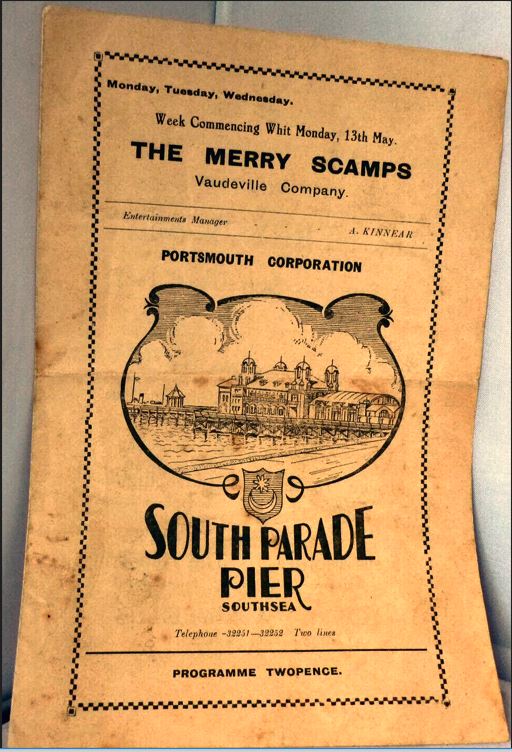 Monday, Tuesday, Wednesday.
Week Commencing Whit Monday, 13th May.
THE MERRY SCAMPS
Vaudeville Company.
Entertainments Manager - - - A. KINNEAR
PORTSMOUTH CORPORATION
SOUTH PARADE
PIER
SOUTHSEA
Telephone -32251—32252 Two lines
PROGRAMME TWOPENCE.